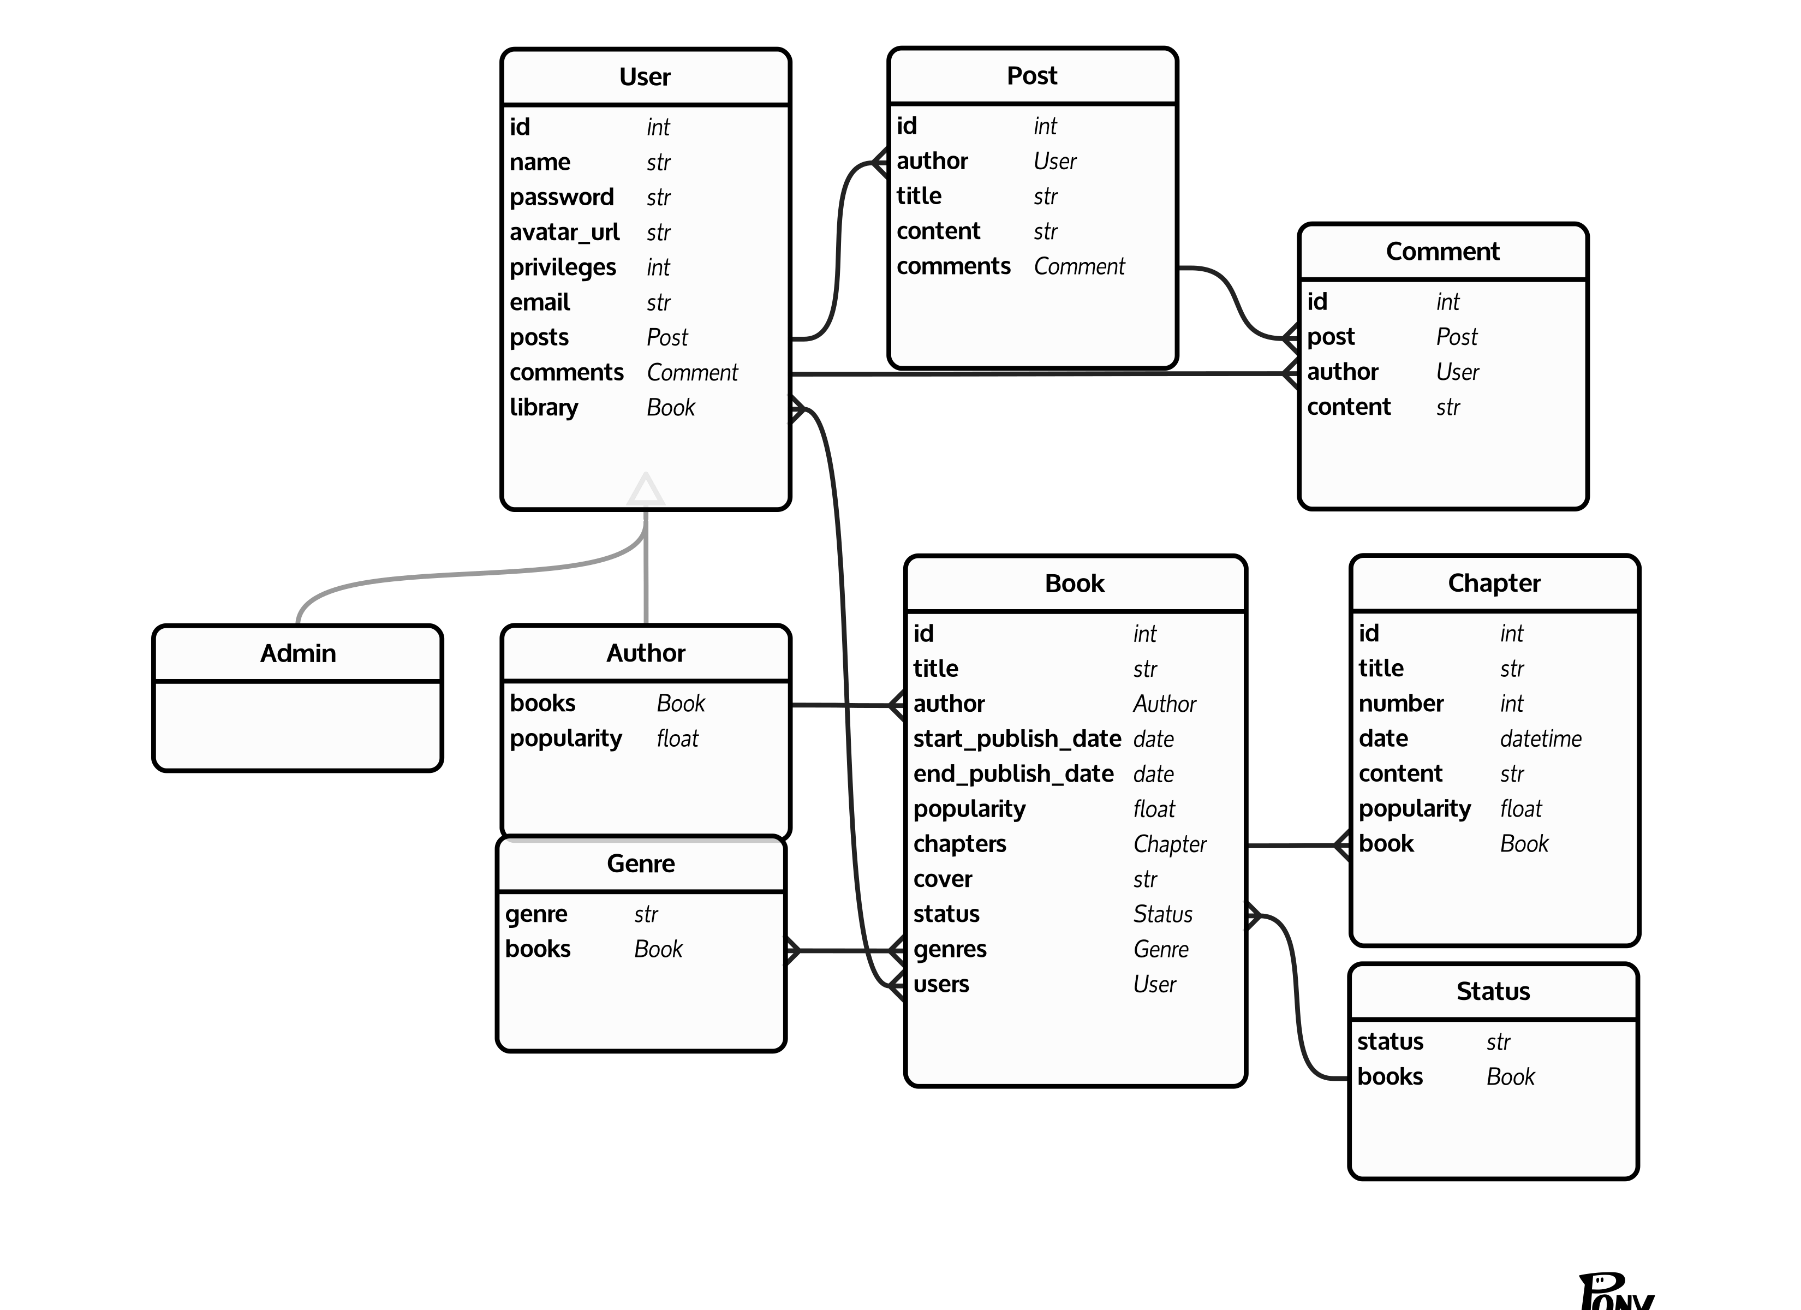 User
id int
name str
password str
avatar_url str
privileges int
email str
posts Post
comments Comment
library Book
Post
id int
author User
title str
content str
comments Comment
Comment
id int
post Post
author User
content str
Admin
Author
books Book
popularity float
Genre
genre str
books Book
Book
id int
title str
author Author
start_publish_date date
end_publish_date date
popularity float
chapters Chapter
cover str
status Status
genres Genre
users User
Chapter
id int
title str
number int
date datetime
content str
popularity float
book Book
Status
status str
books Book
PONY